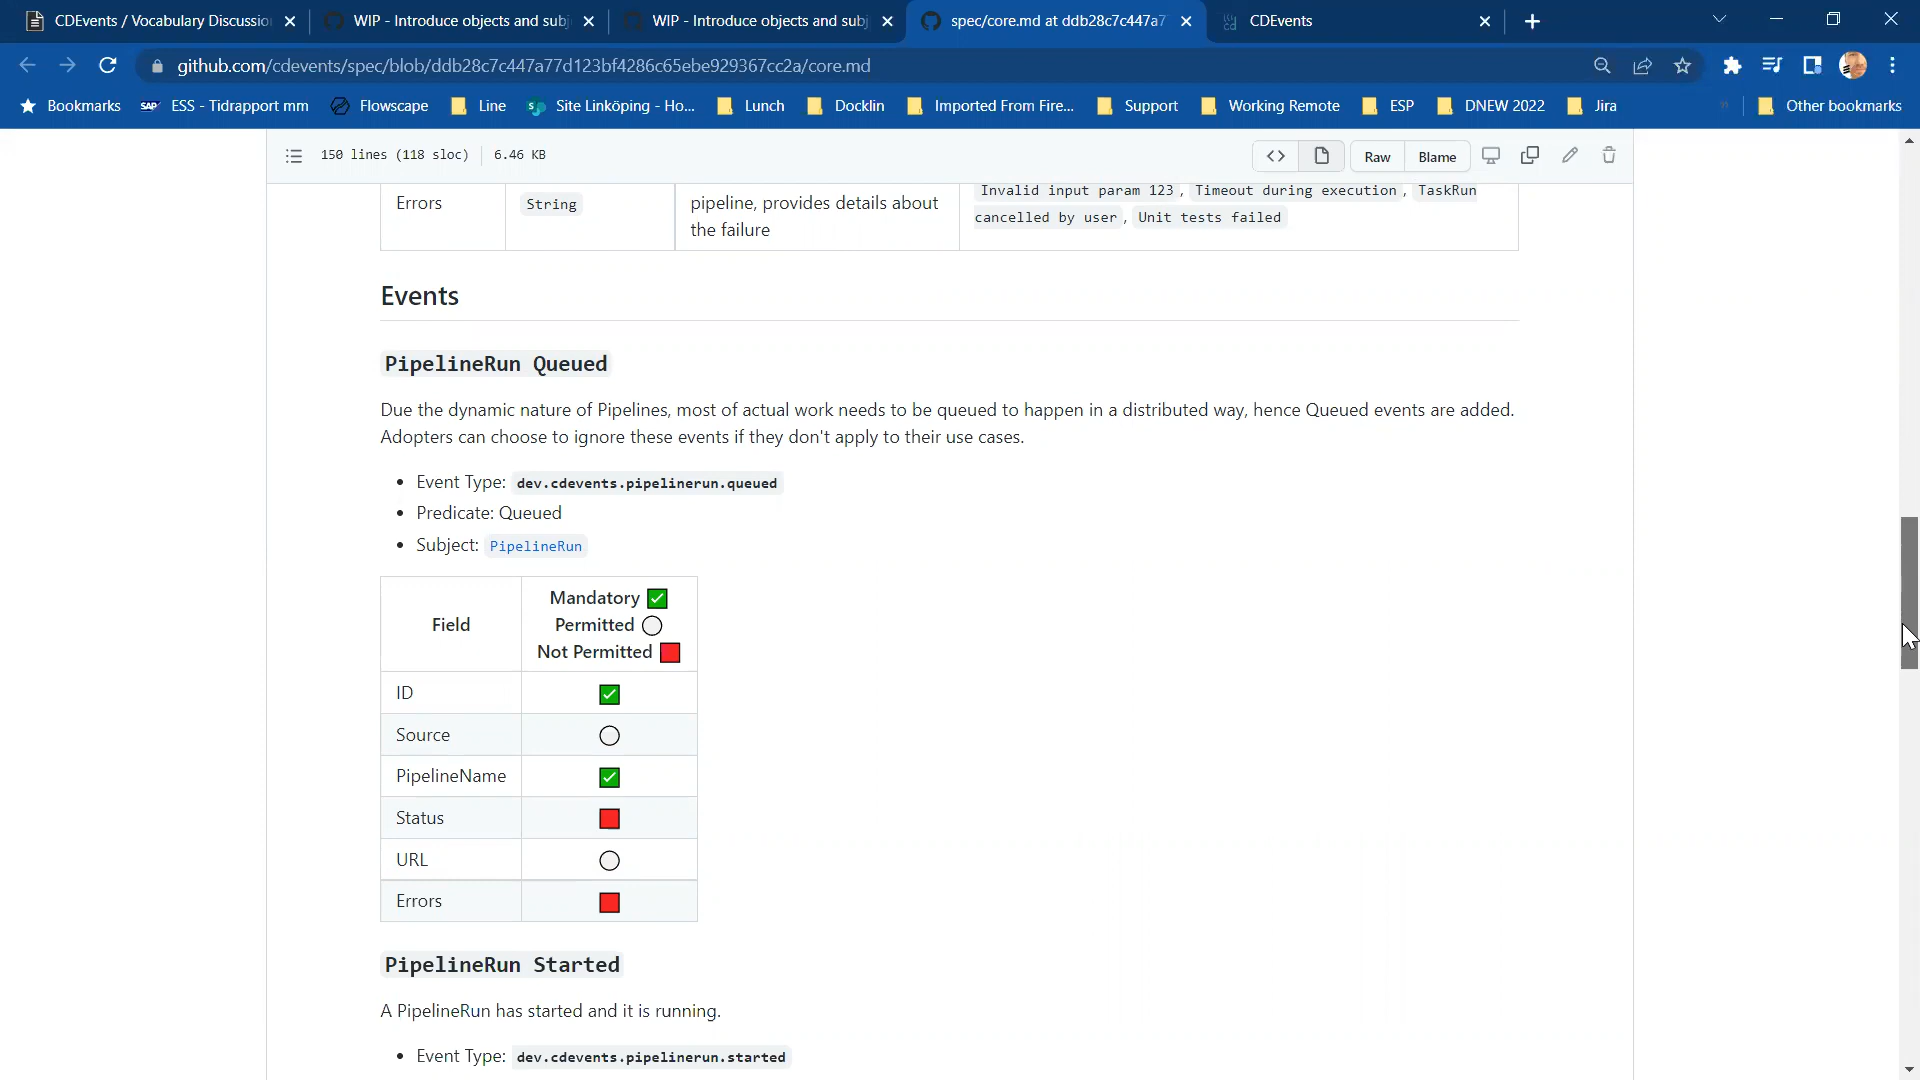 CDEvents / Vocabulary Discussio
WIP - Introduce objects and subj
WIP - Introduce objects and subj
spec/core.md at ddb28c7c447a7
CDEvents
github.com/cdevents/spec/blob/ddb28c7c447a77d123bf4286c65ebe929367cc2a/core.md
Bookmarks
SAP ESS - Tidrapport mm
Flowscape
Line
Site Linköping - Ho...
Lunch
Docklin
Imported From Fire...
Support
Working Remote
ESP
DNEW 2022
Jira
»
Other bookmarks
150 lines (118 sloc) 6.46 KB
<> Raw Blame
Errors
String
pipeline, provides details about
the failure
Invalid input param 123 , Timeout during execution , TaskRun
cancelled by user , Unit tests failed
Events
PipelineRun Queued
Due the dynamic nature of Pipelines, most of actual work needs to be queued to happen in a distributed way, hence Queued events are added.
Adopters can choose to ignore these events if they don't apply to their use cases.
• Event Type: dev.cdevents.pipelinerun.queued
• Predicate: Queued
• Subject: PipelineRun
Field
Mandatory ✅
Permitted ⚪
Not Permitted 🟥
ID ✅
Source ⚪
PipelineName ✅
Status 🟥
URL ⚪
Errors 🟥
PipelineRun Started
A PipelineRun has started and it is running.
• Event Type: dev.cdevents.pipelinerun.started